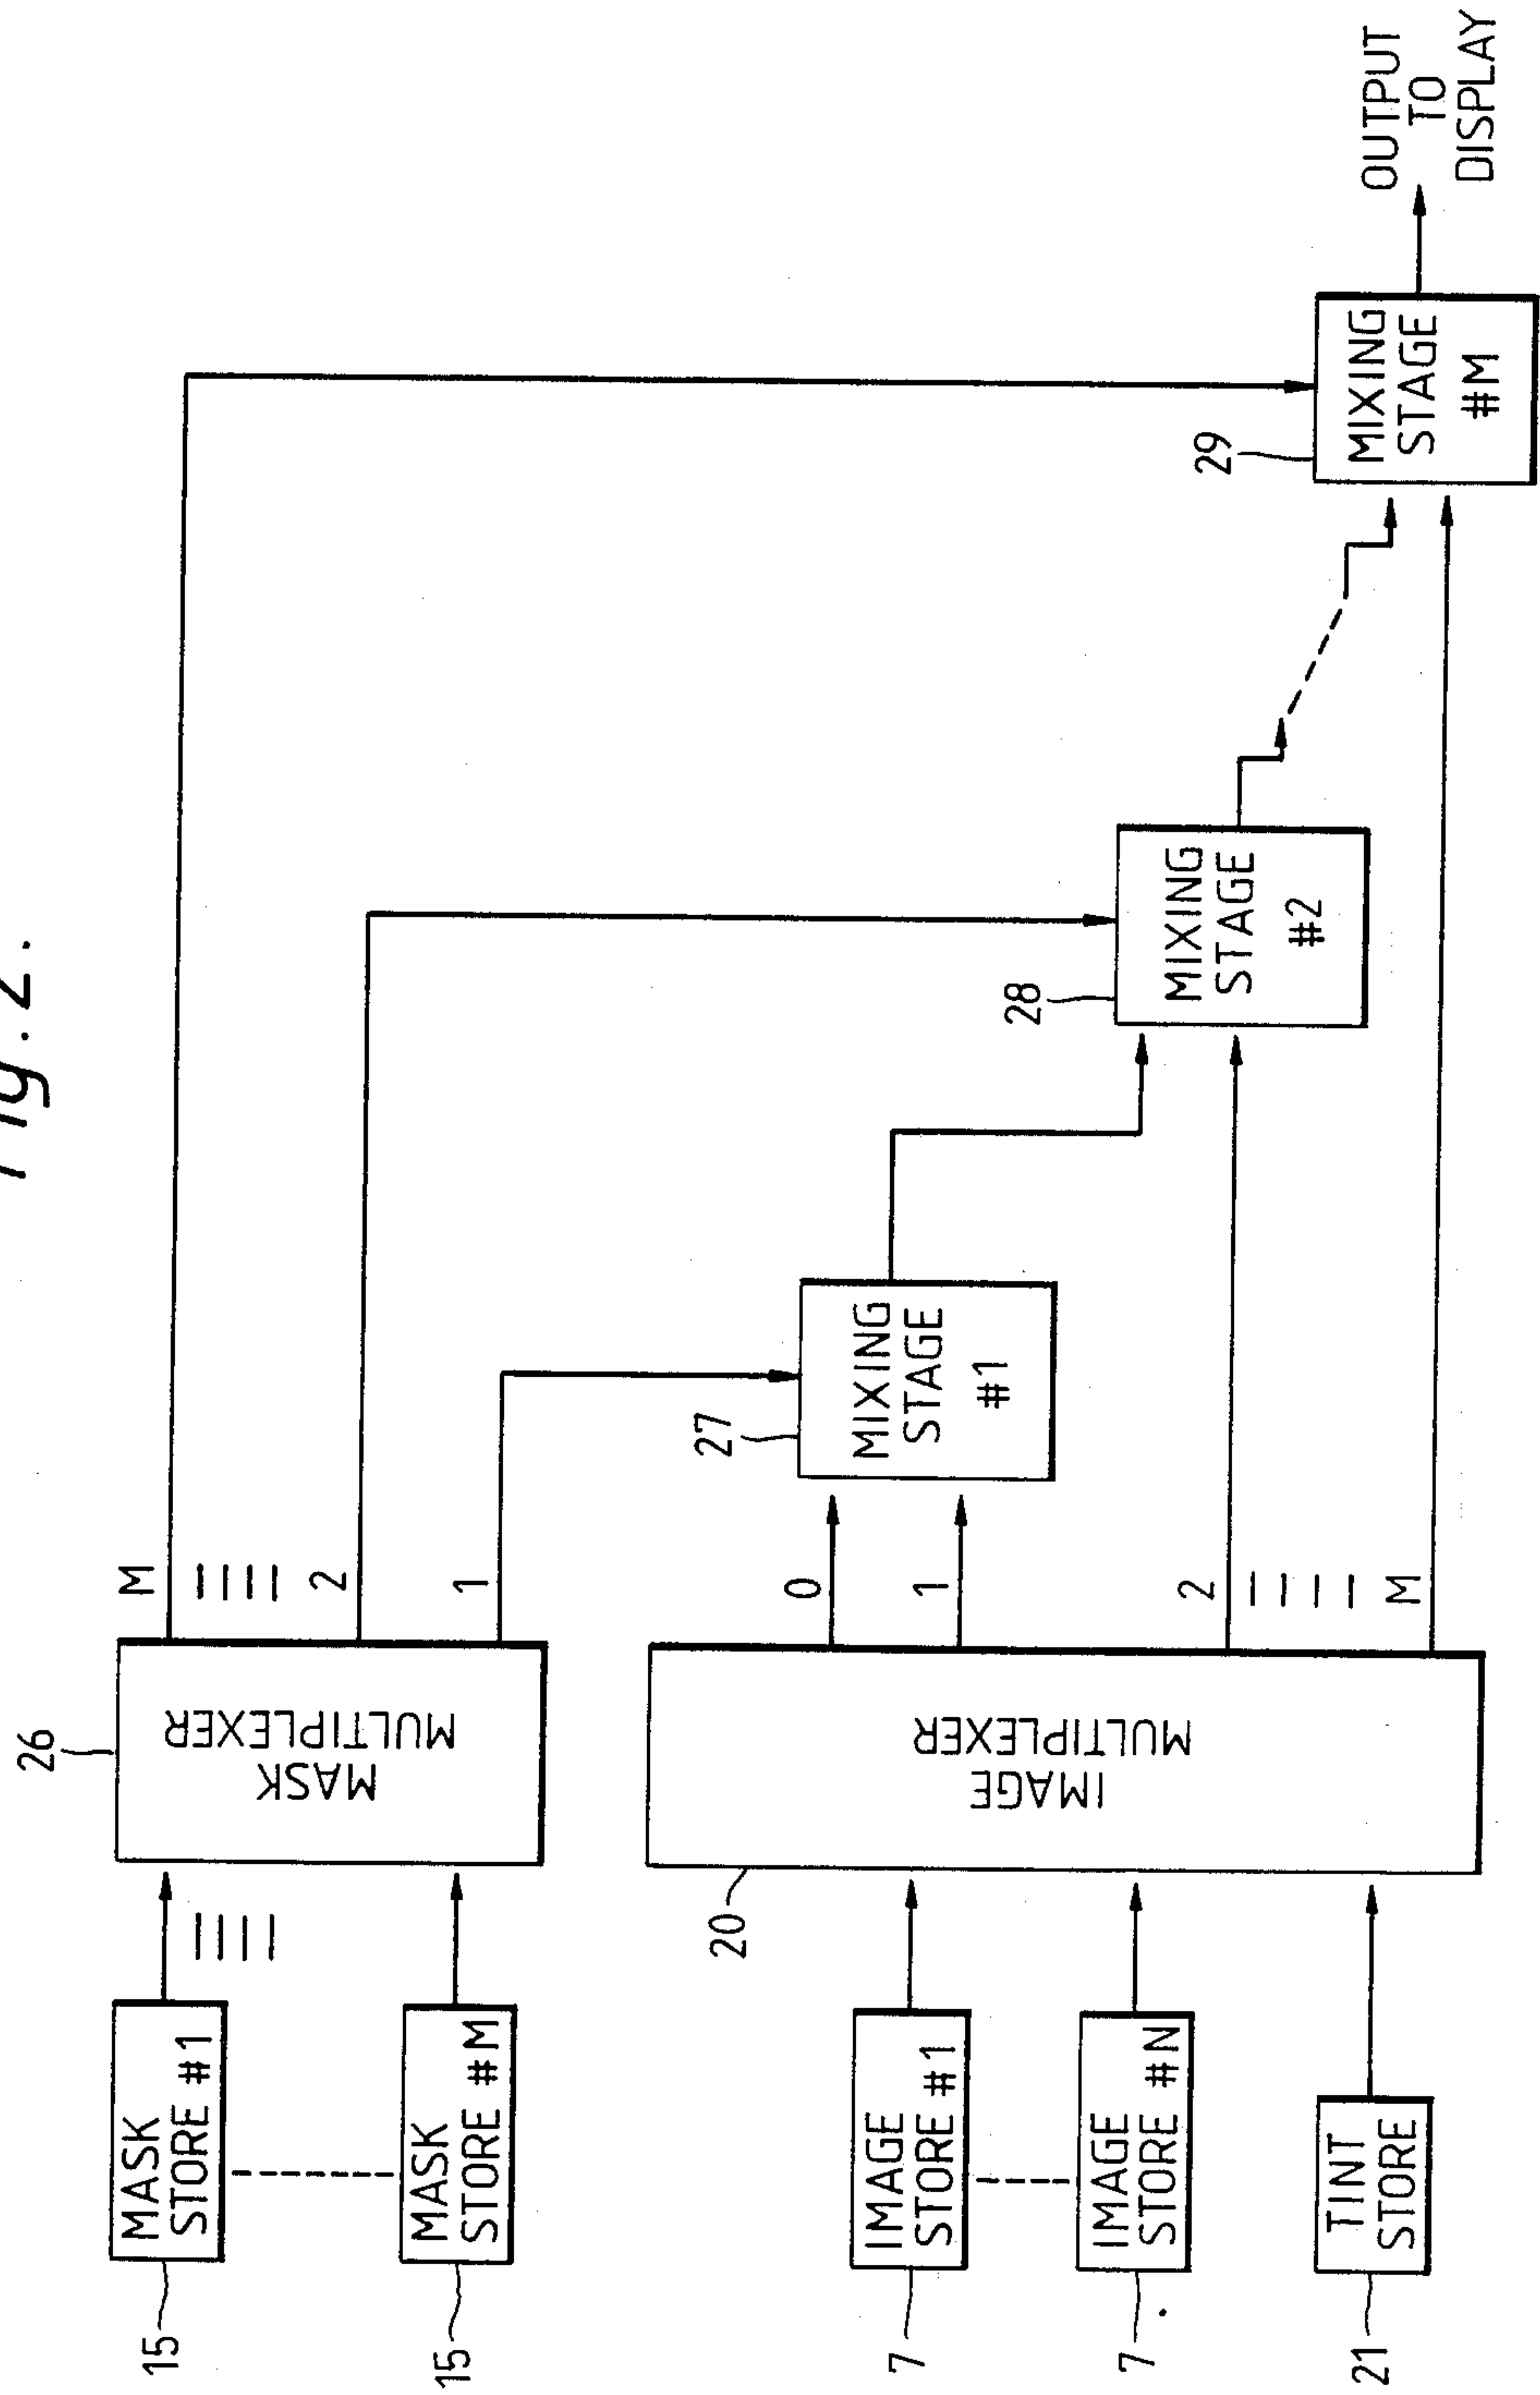 Fig. 2.
15
MASK
STORE #1
15
MASK
STORE #M
26
MASK
MULTIPLEXER
M
2
1
7
IMAGE
STORE #1
7
IMAGE
STORE #N
21
TINT
STORE
20
IMAGE
MULTIPLEXER
0
1
2
M
27
MIXING
STAGE
#1
28
MIXING
STAGE
#2
29
MIXING
STAGE
#M
OUTPUT
TO
DISPLAY